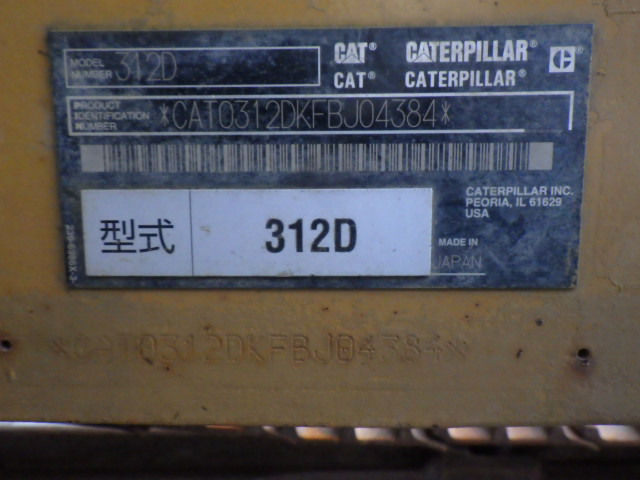 MODEL NUMBER 312D
CAT® CATERPILLAR®
CAT® CATERPILLAR®
PRODUCT IDENTIFICATION NUMBER *CAT0312DKFBJ04384*
CATERPILLAR INC.
PEORIA, IL 61629
USA
型式 312D
MADE IN JAPAN
*CAT0312DKFBJ04384*